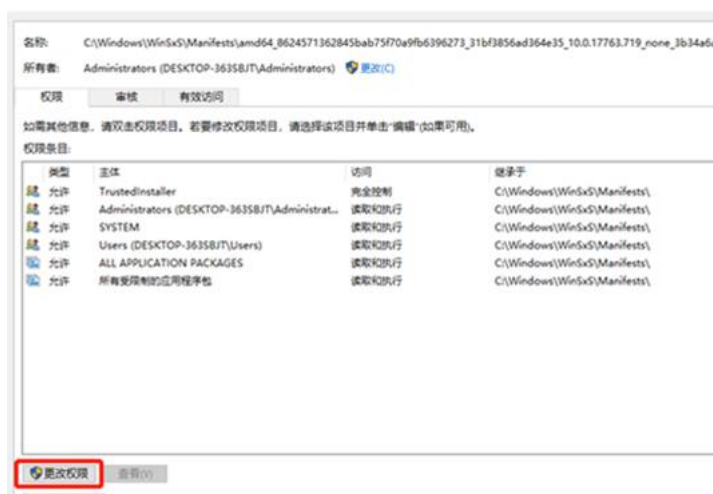 名称: C:\Windows\WinSxS\Manifests\amd64_8624571362845bab75f70a9fb6396273_31bf3856ad364e35_10.0.17763.719_none_3b34a6
所有者: Administrators (DESKTOP-363SBJT\Administrators) 更改(C)
权限 审核 有效访问
如需其他信息，请双击权限项目。若要修改权限项目，请选择该项目并单击“编辑”(如果可用)。
权限条目:
类型 主体 访问 继承于
允许 TrustedInstaller 完全控制 C:\Windows\WinSxS\Manifests\
允许 Administrators (DESKTOP-363SBJT\Administrat... 读取和执行 C:\Windows\WinSxS\Manifests\
允许 SYSTEM 读取和执行 C:\Windows\WinSxS\Manifests\
允许 Users (DESKTOP-363SBJT\Users) 读取和执行 C:\Windows\WinSxS\Manifests\
允许 ALL APPLICATION PACKAGES 读取和执行 C:\Windows\WinSxS\Manifests\
允许 所有受限制的应用程序包 读取和执行 C:\Windows\WinSxS\Manifests\
更改权限 查看(V)